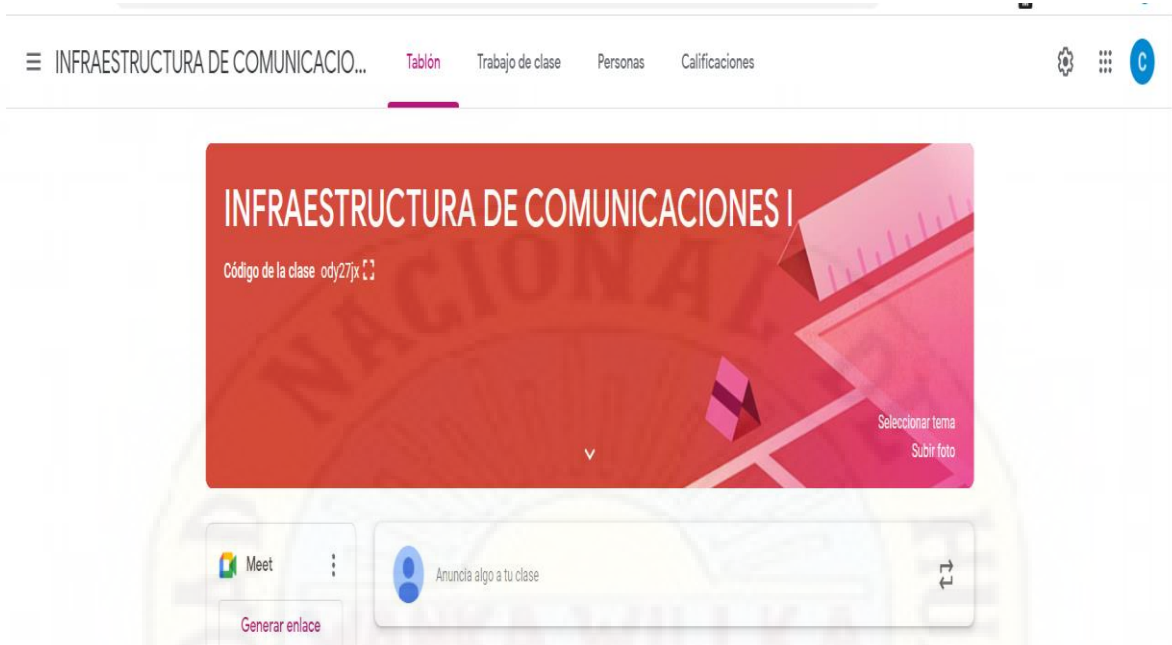 INFRAESTRUCTURA DE COMUNICACIO... Tablón Trabajo de clase Personas Calificaciones C
INFRAESTRUCTURA DE COMUNICACIONES I
Código de la clase ody27jx
NACIONAL
Seleccionar tema
Subir foto
Meet
Anuncia algo a tu clase
Generar enlace